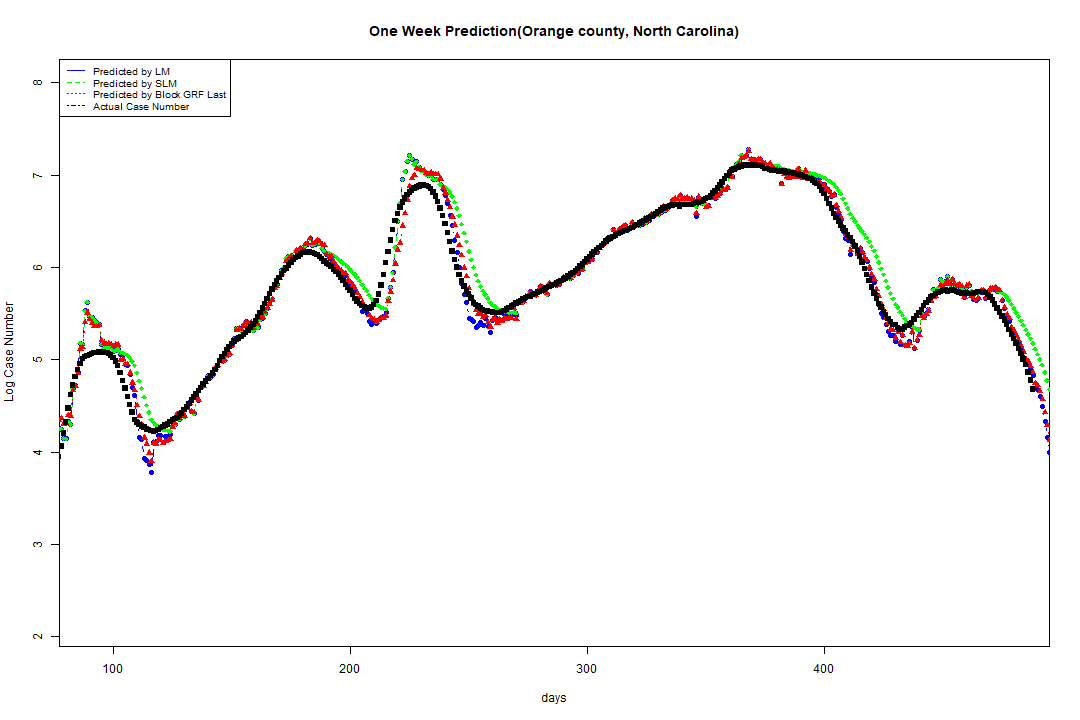 One Week Prediction(Orange county, North Carolina)
Predicted by LM
Predicted by SLM
Predicted by Block GRF Last
Actual Case Number
8
7
6
5
4
3
2
Log Case Number
100 200 300 400
days